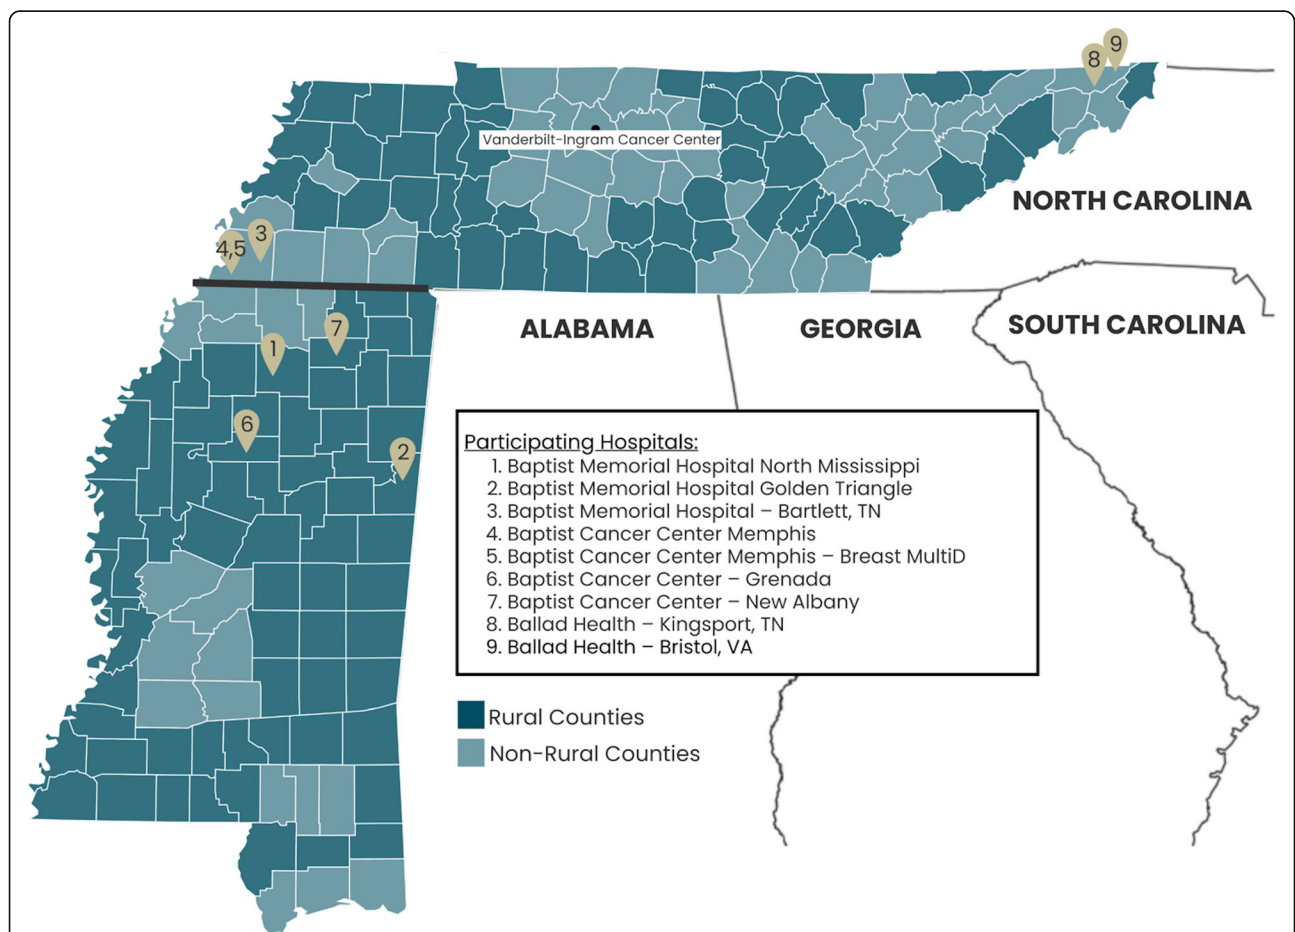 9
8
Vanderbilt-Ingram Cancer Center
NORTH CAROLINA
3
4,5
7
ALABAMA
GEORGIA
SOUTH CAROLINA
1
6
2
Participating Hospitals:
1. Baptist Memorial Hospital North Mississippi
2. Baptist Memorial Hospital Golden Triangle
3. Baptist Memorial Hospital – Bartlett, TN
4. Baptist Cancer Center Memphis
5. Baptist Cancer Center Memphis – Breast MultiD
6. Baptist Cancer Center – Grenada
7. Baptist Cancer Center – New Albany
8. Ballad Health – Kingsport, TN
9. Ballad Health – Bristol, VA
Rural Counties
Non-Rural Counties